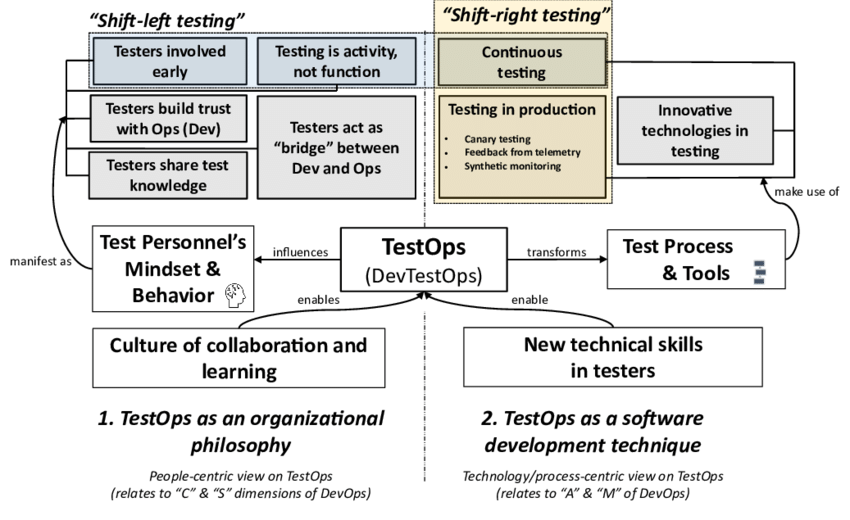 “Shift-left testing”
“Shift-right testing”
Testers involved
early
Testing is activity,
not function
Continuous
testing
Testers build trust
with Ops (Dev)
Testers act as
“bridge” between
Dev and Ops
Testing in production
• Canary testing
• Feedback from telemetry
• Synthetic monitoring
Innovative
technologies in
testing
Testers share test
knowledge
manifest as
make use of
Test Personnel’s
Mindset &
Behavior
influences
TestOps
(DevTestOps)
transforms
Test Process
& Tools
enables
enable
Culture of collaboration and
learning
New technical skills
in testers
1. TestOps as an organizational
philosophy
People-centric view on TestOps
(relates to “C” & “S” dimensions of DevOps)
2. TestOps as a software
development technique
Technology/process-centric view on TestOps
(relates to “A” & “M” of DevOps)